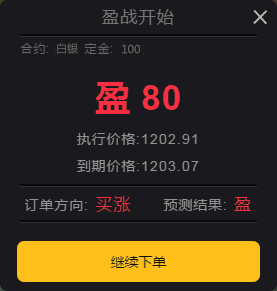 盈战开始
合约: 白银 定金: 100
盈 80
执行价格:1202.91
到期价格:1203.07
订单方向: 买涨 预测结果: 盈
继续下单